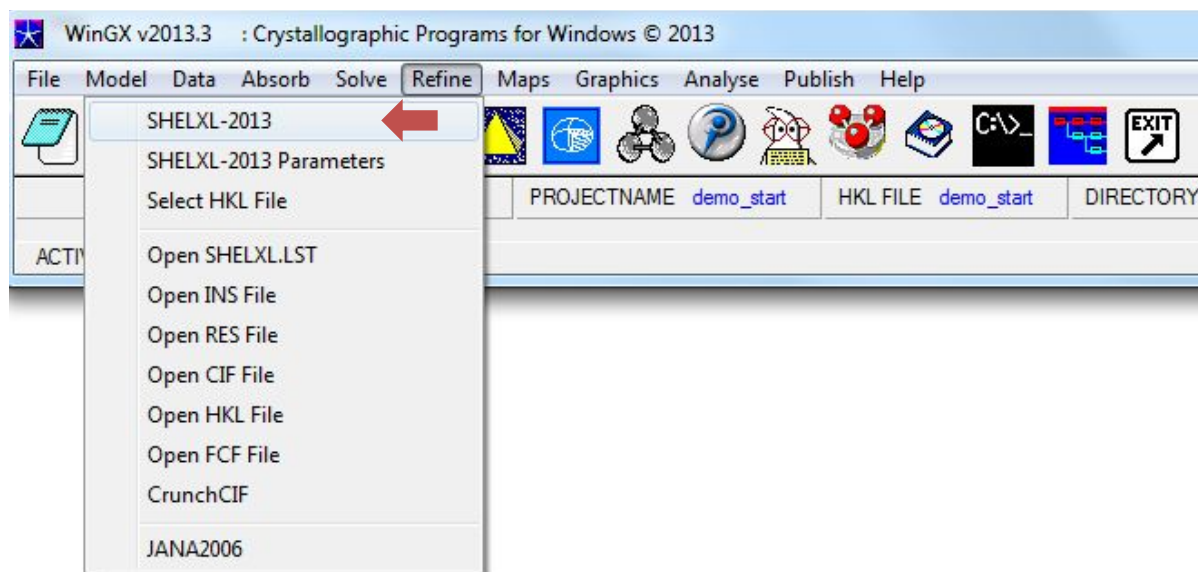 WinGX v2013.3 : Crystallographic Programs for Windows © 2013
File Model Data Absorb Solve Refine Maps Graphics Analyse Publish Help
C:\>_ EXIT
PROJECTNAME demo_start HKL FILE demo_start DIRECTORY
SHELXL-2013
SHELXL-2013 Parameters
Select HKL File
Open SHELXL.LST
Open INS File
Open RES File
Open CIF File
Open HKL File
Open FCF File
CrunchCIF
JANA2006